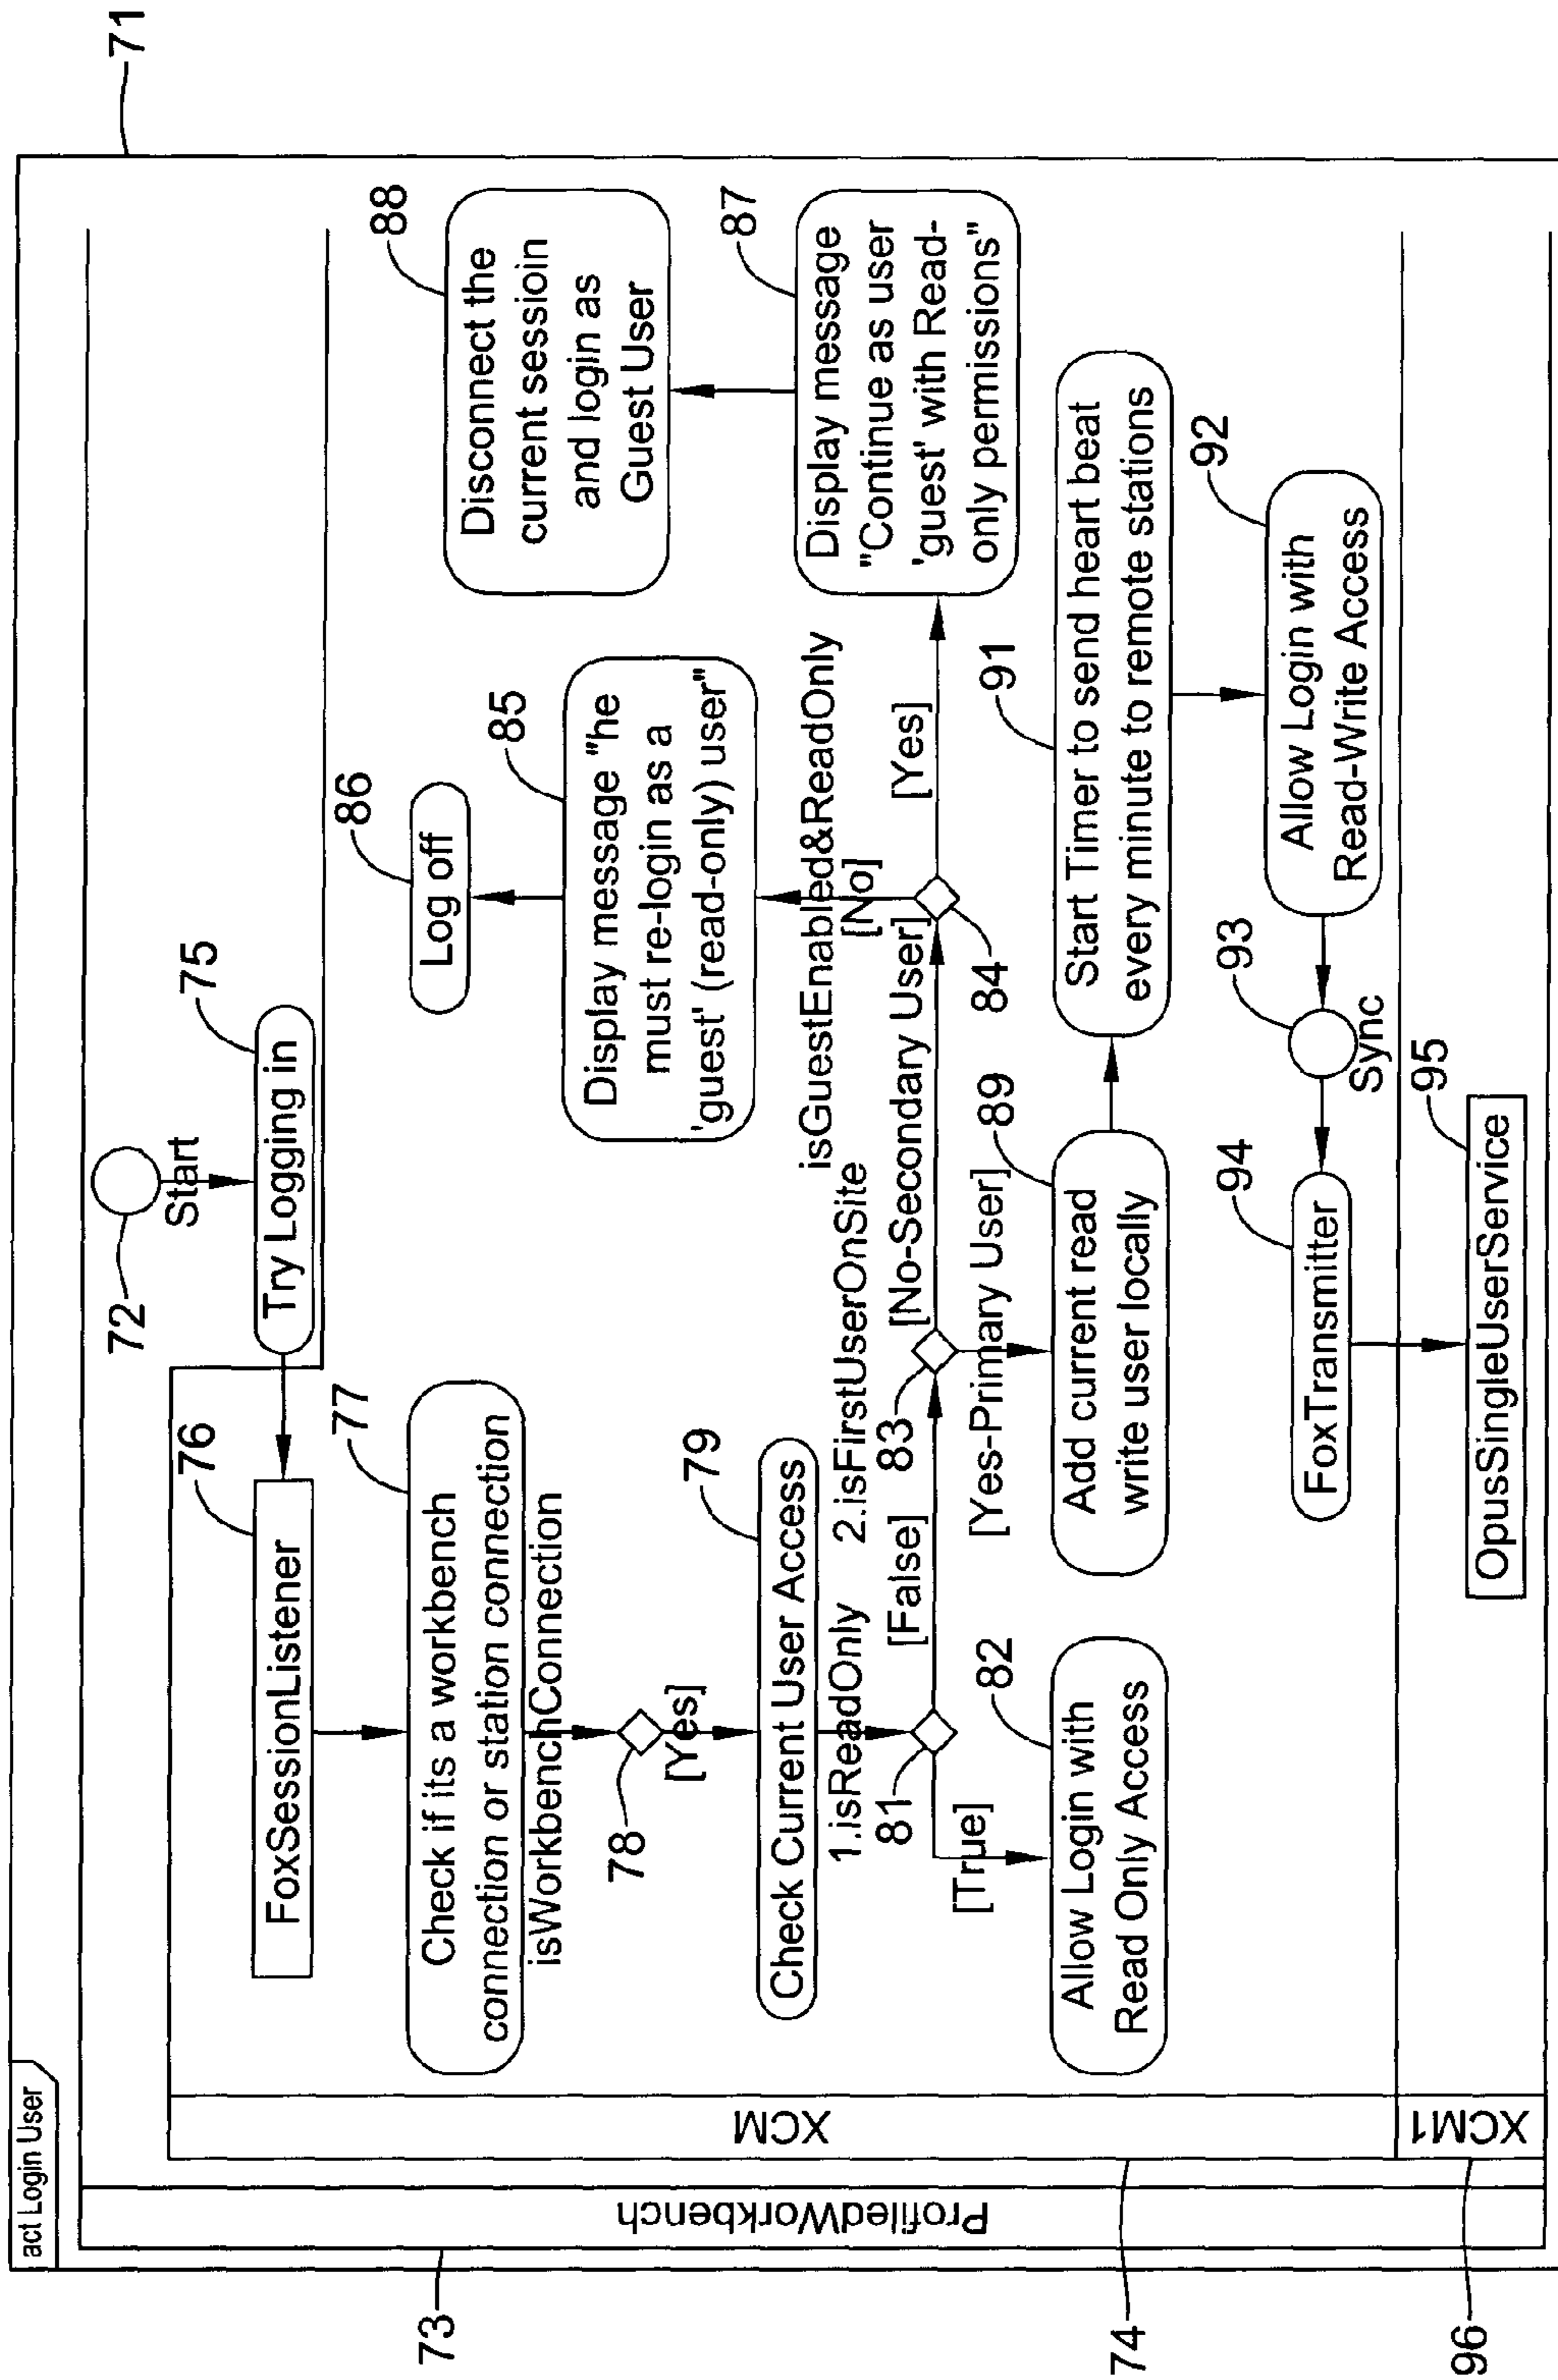 act Login User
71
72
Start
75
Try Logging in
73
ProfiledWorkbench
74
XCM
76
FoxSessionListener
77
Check if its a workbench
connection or station connection
isWorkbenchConnection
78
[Yes]
79
Check Current User Access
1.isReadOnly
81
[True]
[False]
82
Allow Login with
Read Only Access
2.isFirstUserOnSite
83
[No-Secondary User]
[Yes-Primary User]
isGuestEnabled&ReadOnly
84
[No]
[Yes]
85
Display message "he
must re-login as a
'guest' (read-only) user"
86
Log off
87
Display message
"Continue as user
'guest' with Read-
only permissions"
88
Disconnect the
current sessioin
and login as
Guest User
89
Add current read
write user locally
91
Start Timer to send heart beat
every minute to remote stations
92
Allow Login with
Read-Write Access
93
Sync
94
FoxTransmitter
95
OpusSingleUserService
96
XCM1